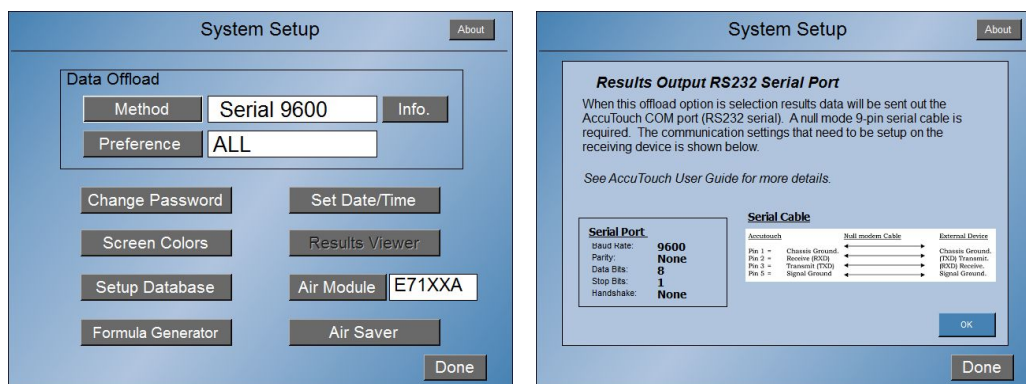 System Setup
About
Data Offload
Method
Serial 9600
Info.
Preference
ALL
Change Password
Set Date/Time
Screen Colors
Results Viewer
Setup Database
Air Module
E71XXA
Formula Generator
Air Saver
Done
System Setup
About
Results Output RS232 Serial Port
When this offload option is selection results data will be sent out the
AccuTouch COM port (RS232 serial). A null mode 9-pin serial cable is
required. The communication settings that need to be setup on the
receiving device is shown below.
See AccuTouch User Guide for more details.
Serial Port
Baud Rate: 9600
Parity: None
Data Bits: 8
Stop Bits: 1
Handshake: None
Serial Cable
Accutouch Null modem Cable External Device
Pin 1 = Chassis Ground. Chassis Ground.
Pin 2 = Receive (RXD) (TXD) Transmit.
Pin 3 = Transmit (TXD) (RXD) Receive.
Pin 5 = Signal Ground Signal Ground.
OK
Done